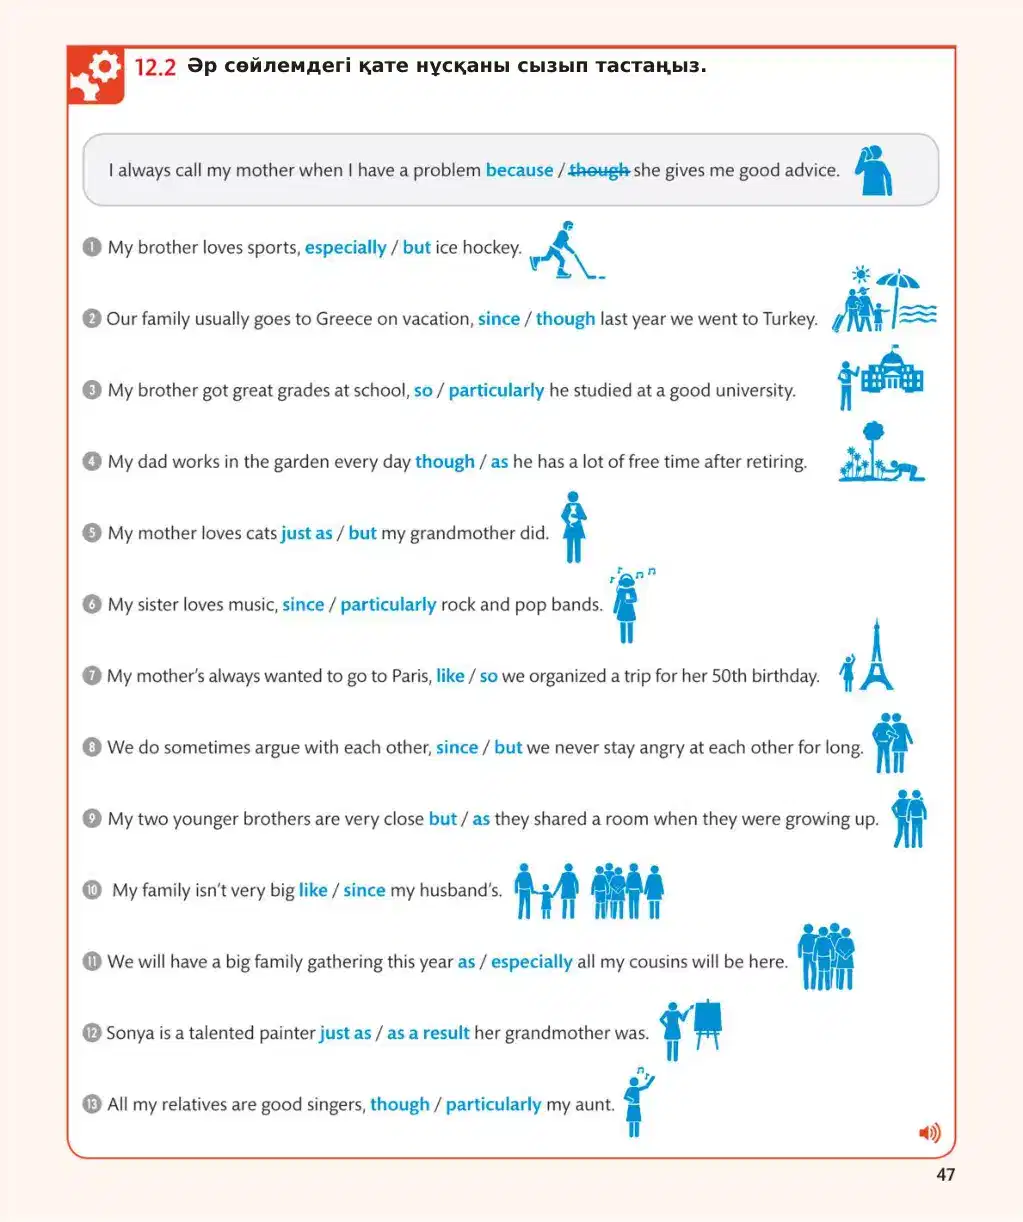 12.2 Әр сөйлемдегі қате нұсқаны сызып тастаңыз.
I always call my mother when I have a problem because / though she gives me good advice.
1 My brother loves sports, especially / but ice hockey.
2 Our family usually goes to Greece on vacation, since / though last year we went to Turkey.
3 My brother got great grades at school, so / particularly he studied at a good university.
4 My dad works in the garden every day though / as he has a lot of free time after retiring.
5 My mother loves cats just as / but my grandmother did.
6 My sister loves music, since / particularly rock and pop bands.
7 My mother's always wanted to go to Paris, like / so we organized a trip for her 50th birthday.
8 We do sometimes argue with each other, since / but we never stay angry at each other for long.
9 My two younger brothers are very close but / as they shared a room when they were growing up.
10 My family isn't very big like / since my husband's.
11 We will have a big family gathering this year as / especially all my cousins will be here.
12 Sonya is a talented painter just as / as a result her grandmother was.
13 All my relatives are good singers, though / particularly my aunt.
47